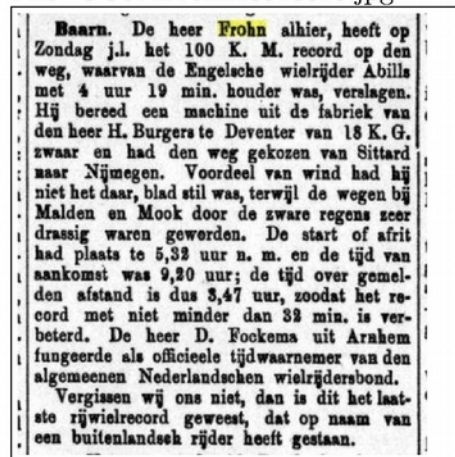 Baarn. De heer Frohn alhier, heeft op
Zondag j.l. het 100 K. M. record op den
weg, waarvan de Engelsche wielrijder Abills
met 4 uur 19 min. houder was, verslagen.
Hij bereed een machine uit de fabriek van
den heer H. Burgers te Deventer van 18 K.G.
zwaar en had den weg gekozen van Sittard
naar Nijmegen. Voordeel van wind had hij
niet het daar, blad stil was, terwijl de wegen bij
Malden en Mook door de zware regens zeer
drassig waren geworden. De start of afrit
had plaats te 5,32 uur n. m. en de tijd van
aankomst was 9,20 uur; de tijd over gemel-
den afstand is dus 3,47 uur, zoodat het re-
cord met niet minder dan 32 min. is ver-
beterd. De heer D. Fockema uit Arnhem
fungeerde als officieele tijdwaarnemer van den
algemeenen Nederlandschen wielrijdersbond.
Vergissen wij ons niet, dan is dit het laat-
ste rijwielrecord geweest, dat op naam van
een buitenlandsch rijder heeft gestaan.